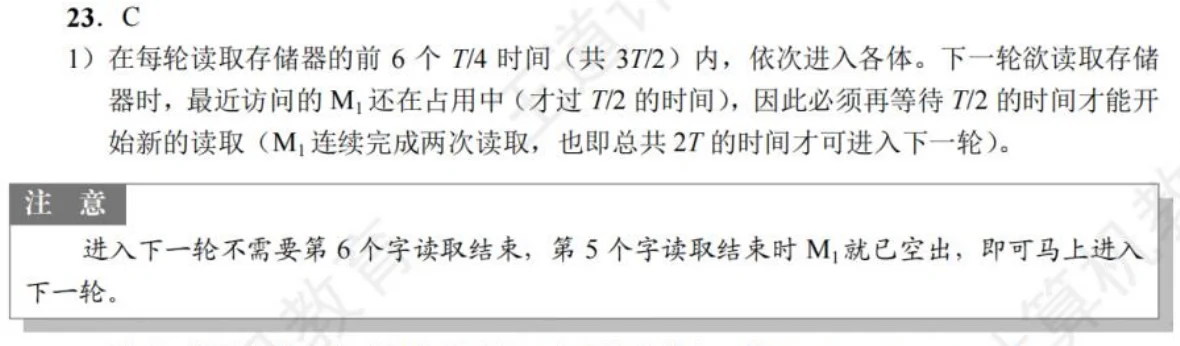 23. C
1）在每轮读取存储器的前 6 个 T/4 时间（共 3T/2）内，依次进入各体。下一轮欲读取存储
器时，最近访问的 M₁还在占用中（才过 T/2 的时间），因此必须再等待 T/2 的时间才能开
始新的读取（M₁连续完成两次读取，也即总共 2T 的时间才可进入下一轮）。
注 意
进入下一轮不需要第 6 个字读取结束，第 5 个字读取结束时 M₁就已空出，即可马上进入
下一轮。